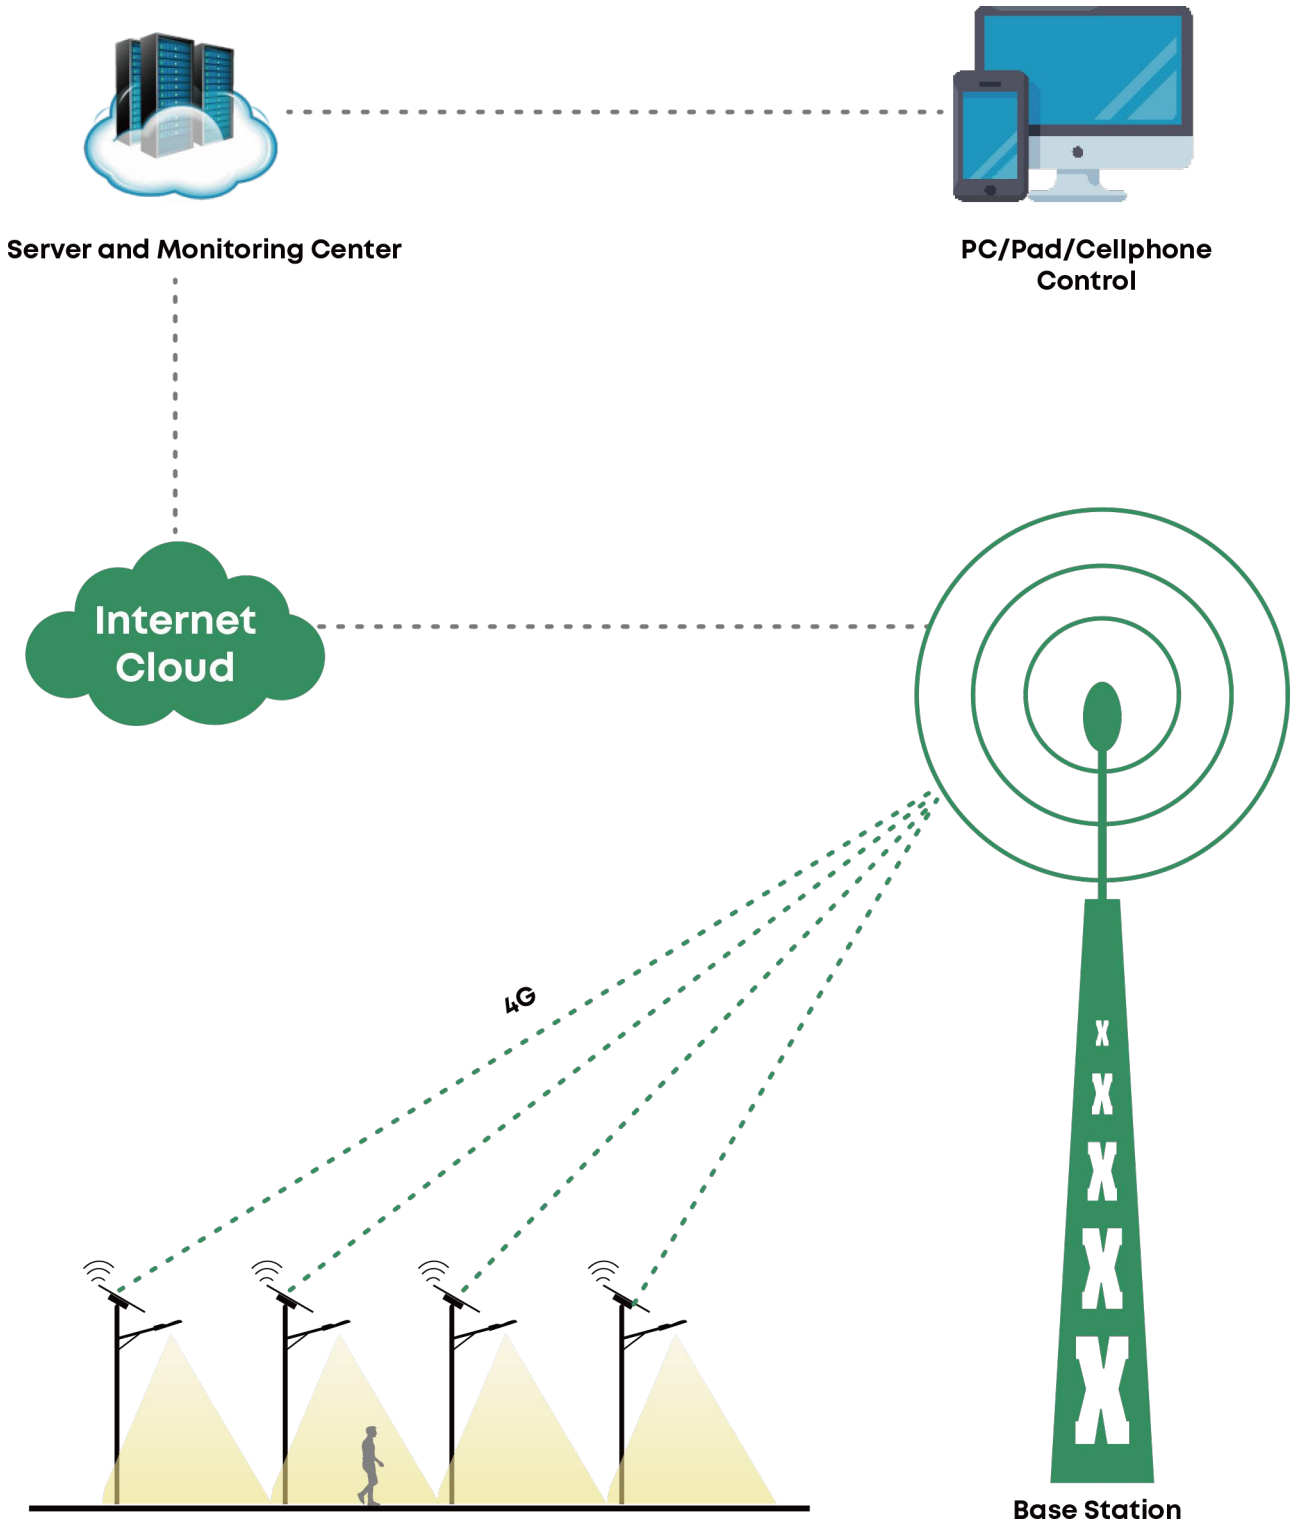 Server and Monitoring Center
PC/Pad/Cellphone
Control
Internet
Cloud
4G
X
X
X
X
X
Base Station